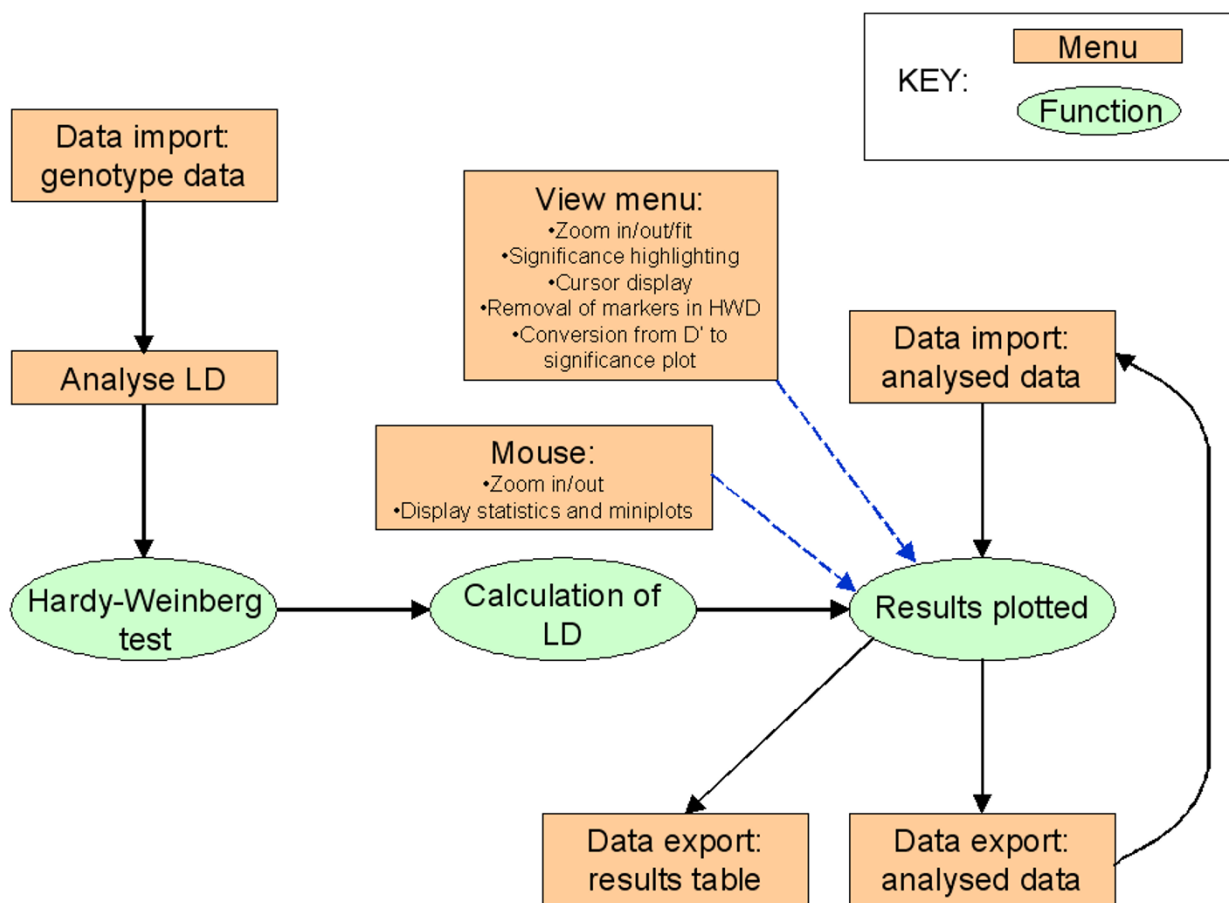 KEY:
Menu
Function
Data import:
genotype data
View menu:
•Zoom in/out/fit
•Significance highlighting
•Cursor display
•Removal of markers in HWD
•Conversion from D' to
significance plot
Data import:
analysed data
Analyse LD
Mouse:
•Zoom in/out
•Display statistics and miniplots
Hardy-Weinberg
test
Calculation of
LD
Results plotted
Data export:
results table
Data export:
analysed data